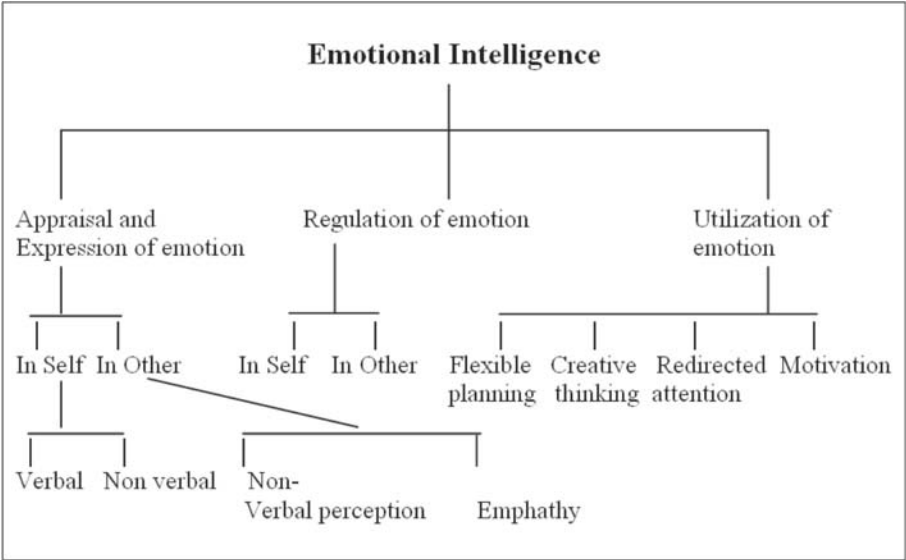 Emotional Intelligence
Appraisal and
Expression of emotion
Regulation of emotion
Utilization of
emotion
In Self In Other
In Self In Other
Flexible
planning
Creative
thinking
Redirected
attention
Motivation
Verbal Non verbal
Non-
Verbal perception
Emphathy